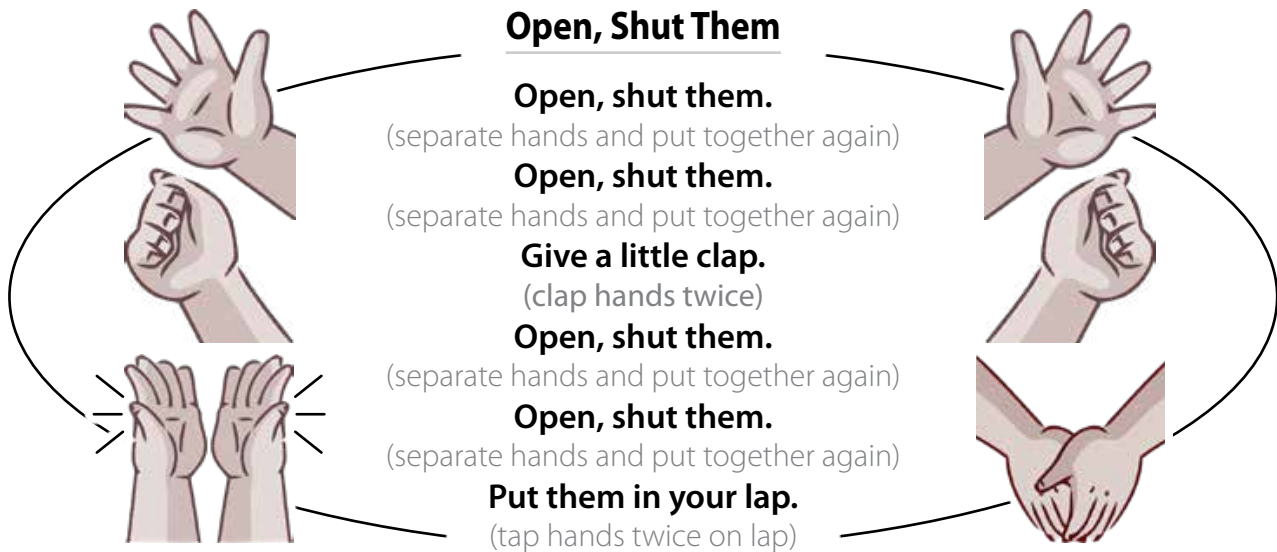 Open, Shut Them
Open, shut them.
(separate hands and put together again)
Open, shut them.
(separate hands and put together again)
Give a little clap.
(clap hands twice)
Open, shut them.
(separate hands and put together again)
Open, shut them.
(separate hands and put together again)
Put them in your lap.
(tap hands twice on lap)